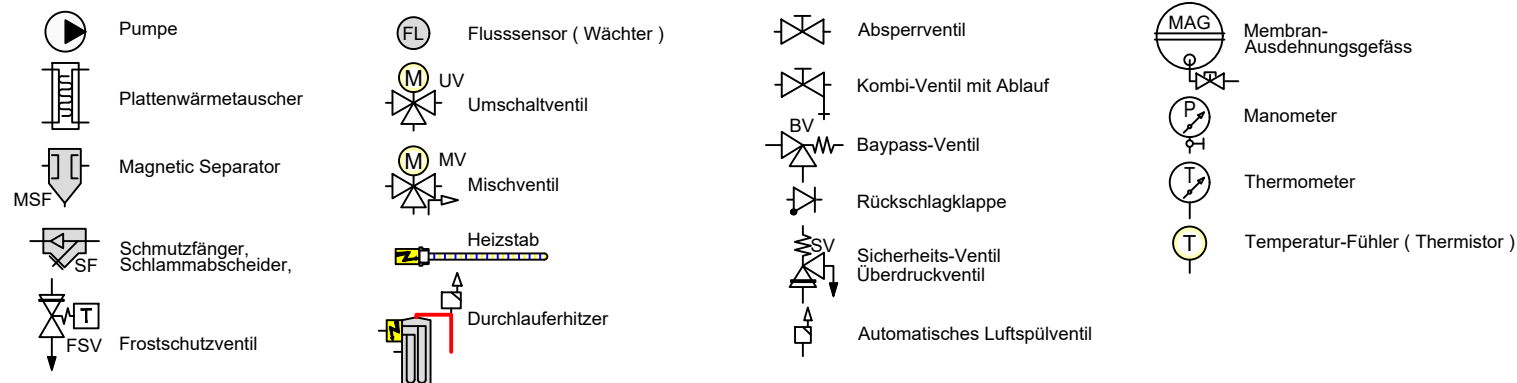 Pumpe
Plattenwärmetauscher
Magnetic Separator
MSF
Schmutzfänger,
Schlammabscheider,
SF
T
FSV
Frostschutzventil
FL
Flusssensor ( Wächter )
M
UV
Umschaltventil
M
MV
Mischventil
Heizstab
Durchlauferhitzer
Absperrventil
Kombi-Ventil mit Ablauf
BV
Baypass-Ventil
Rückschlagklappe
SV
Sicherheits-Ventil
Überdruckventil
Automatisches Luftspülventil
MAG
Membran-
Ausdehnungsgefäss
P
Manometer
T
Thermometer
T
Temperatur-Fühler ( Thermistor )